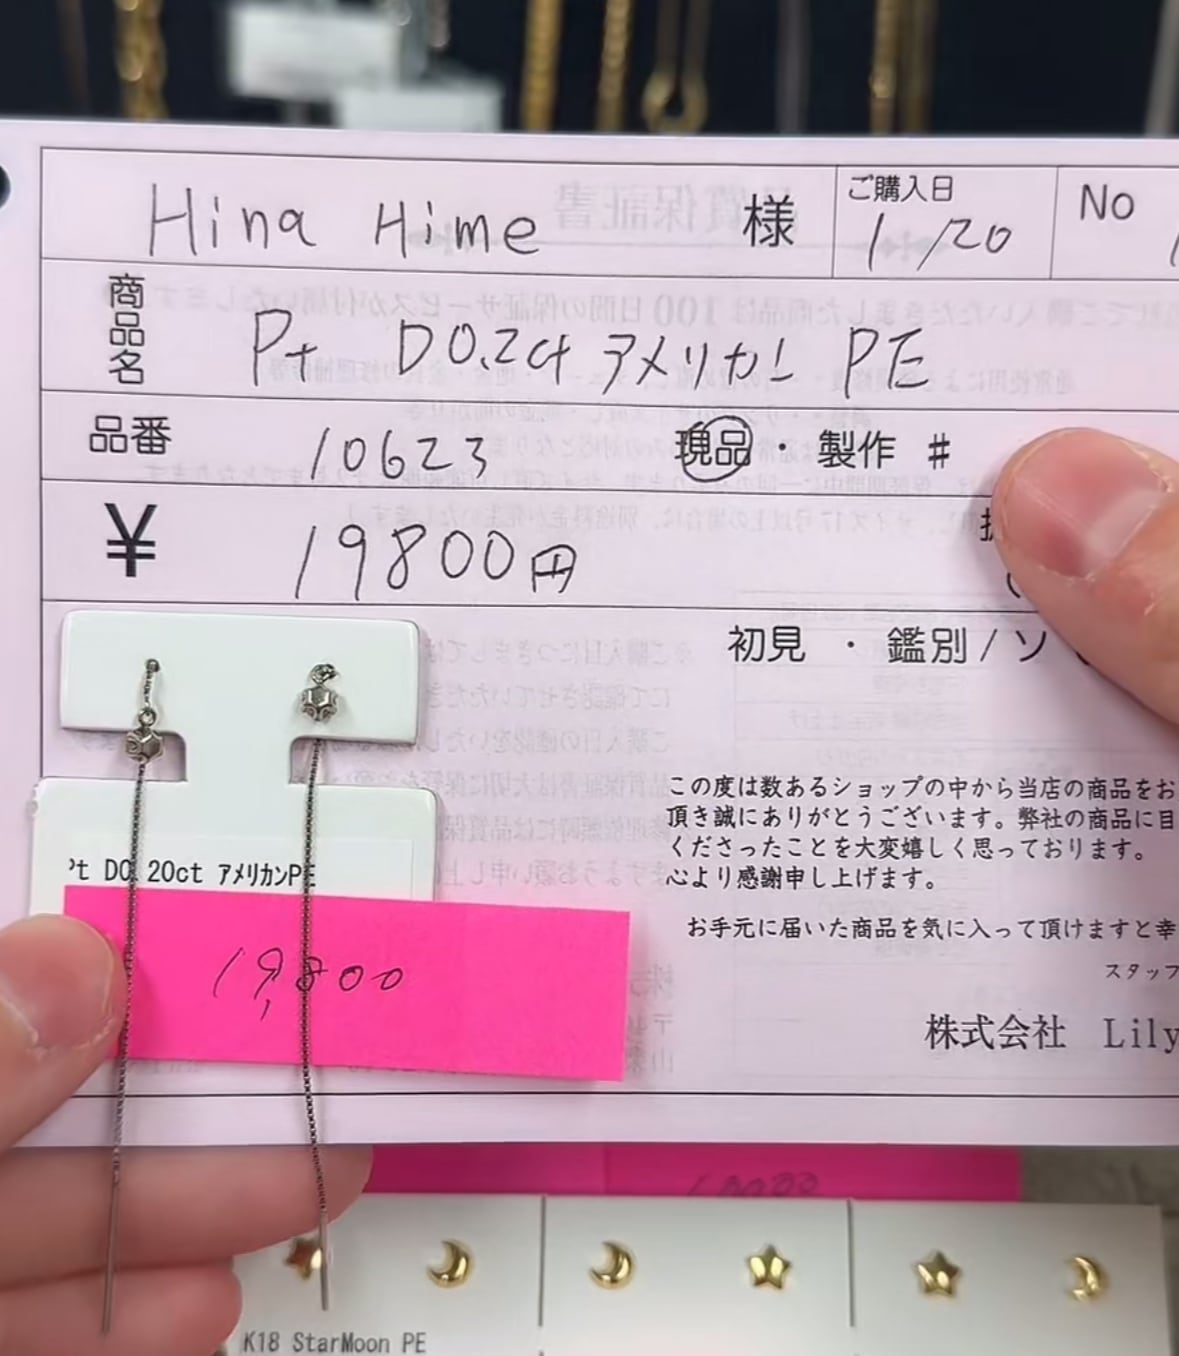 Hina Hime 様
ご購入日
1/20
No
商品名
Pt D0.2ct アメリカン PE
品番 10623 現品・製作 #
¥ 19800円
初見 ・ 鑑別 / ソ
この度は数あるショップの中から当店の商品をお
頂き誠にありがとうございます。弊社の商品に目
くださったことを大変嬉しく思っております。
心より感謝申し上げます。
お手元に届いた商品を気に入って頂けますと幸
スタッフ
株式会社 Lily
t D0.20ct アメリカンPE
19,800
K18 StarMoon PE